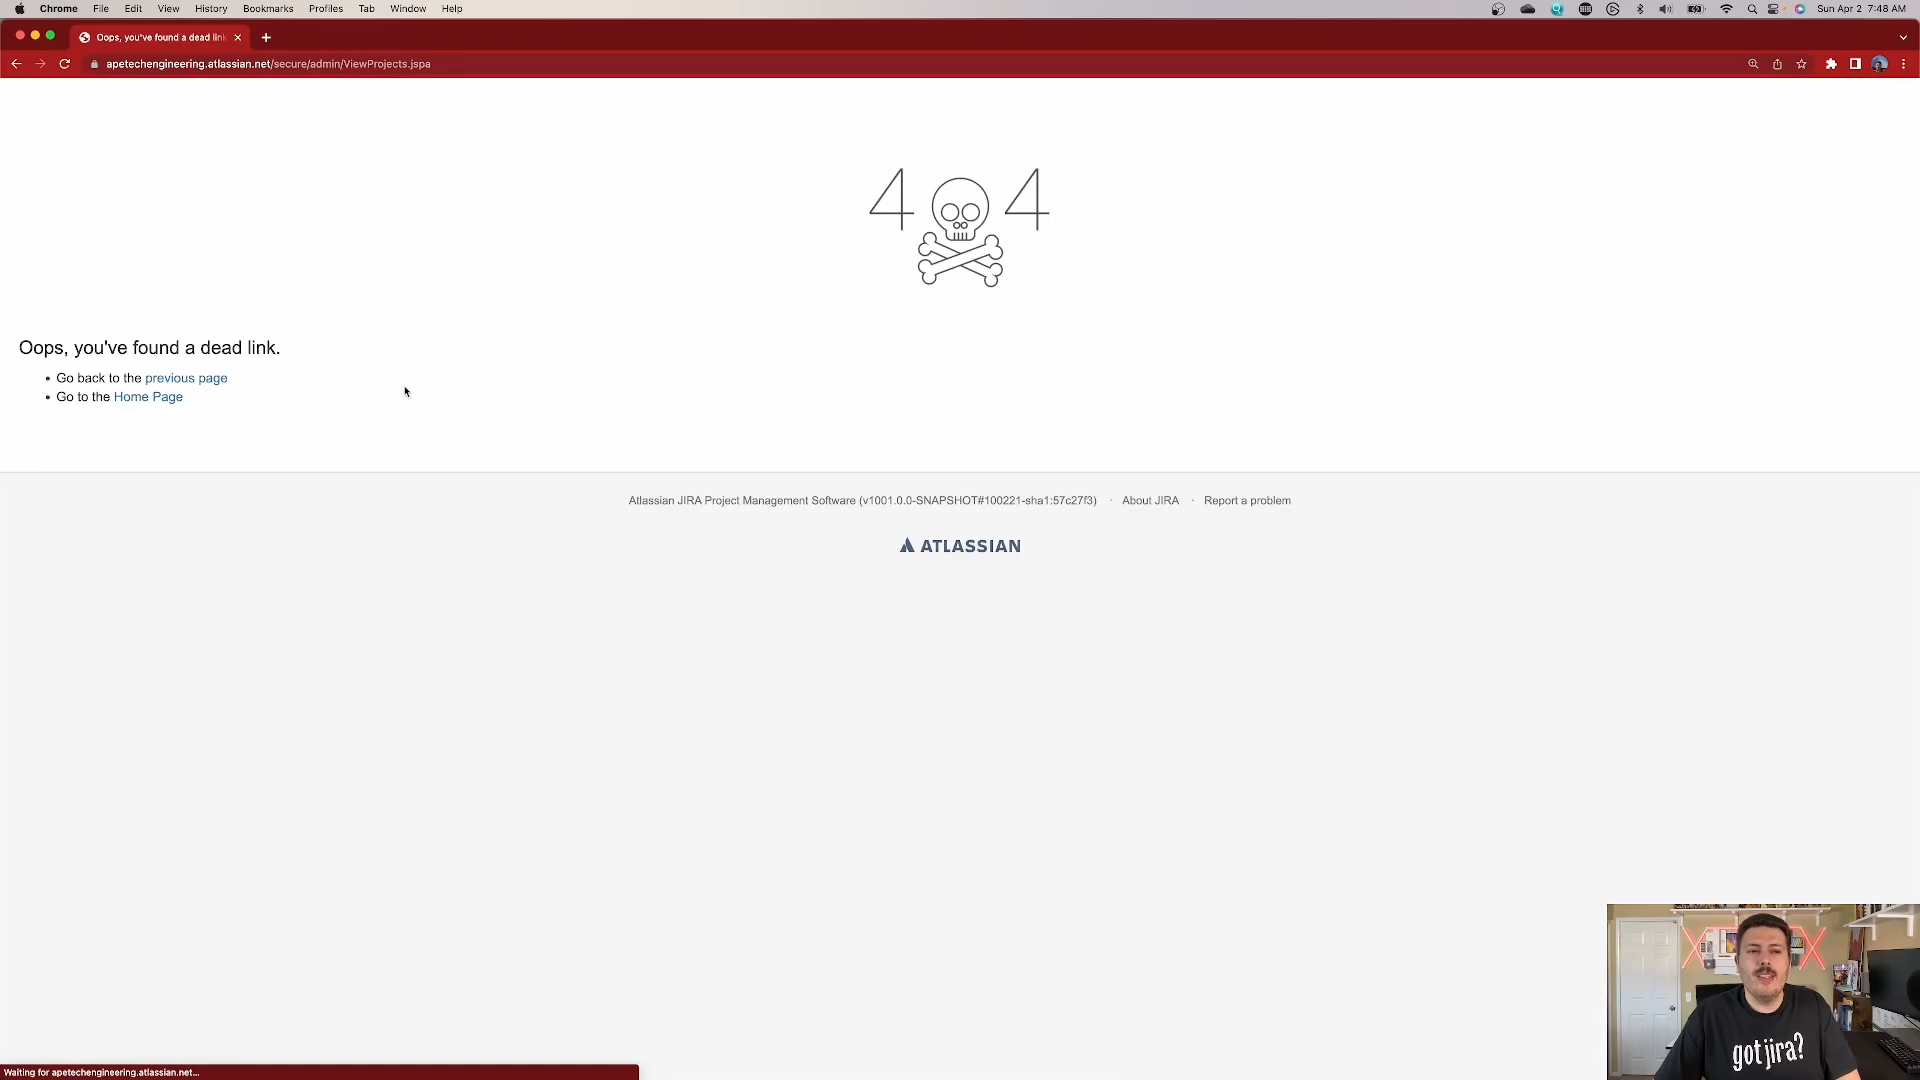 Chrome File Edit View History Bookmarks Profiles Tab Window Help Sun Apr 2 7:48 AM
Oops, you've found a dead lin
apetechengineering.atlassian.net/secure/admin/ViewProjects.jspa
4 4
Oops, you've found a dead link.
• Go back to the previous page
• Go to the Home Page
Atlassian JIRA Project Management Software (v1001.0.0-SNAPSHOT#100221-sha1:57c27f3) · About JIRA · Report a problem
ATLASSIAN
got jira?
Waiting for apetechengineering.atlassian.net...